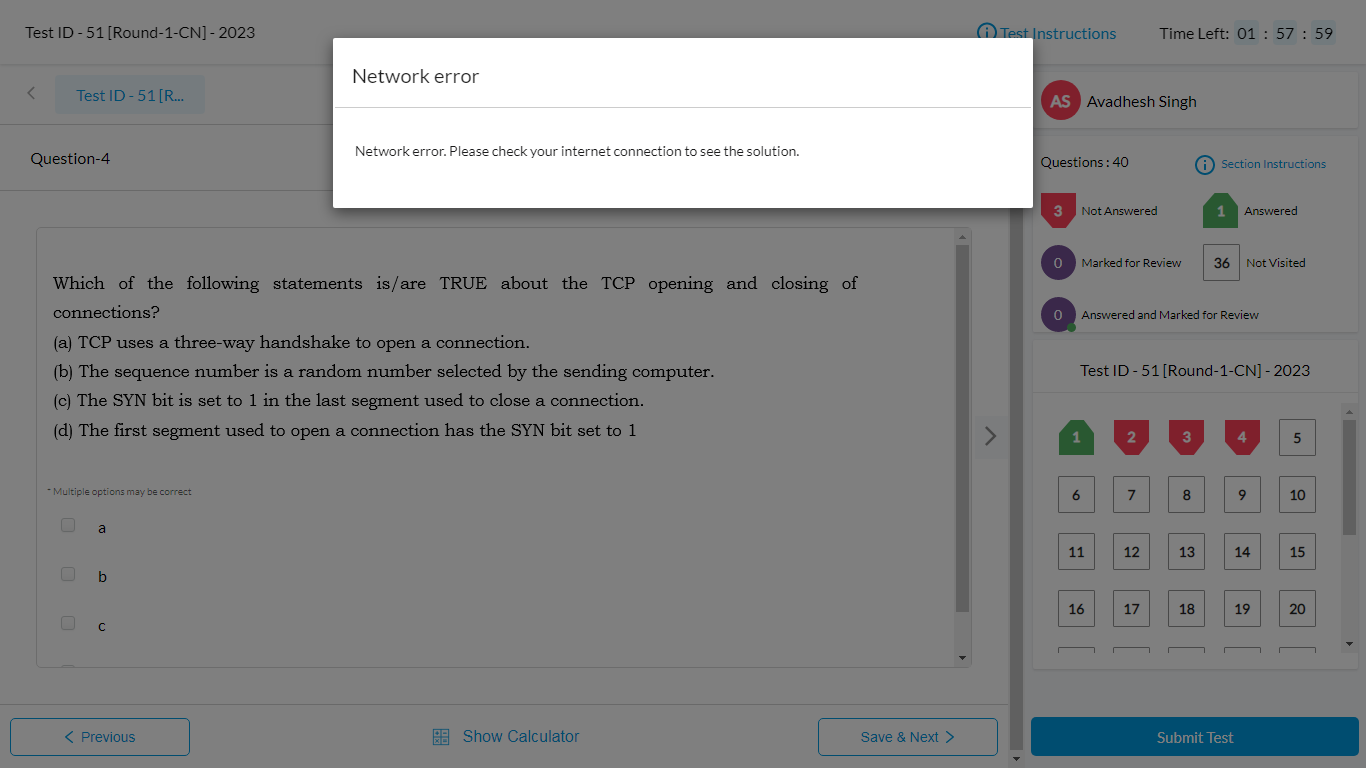 Test ID - 51 [Round-1-CN] - 2023
Test Instructions
Time Left: 01 : 57 : 59
Network error
Network error. Please check your internet connection to see the solution.
Test ID - 51 [R...
AS Avadhesh Singh
Question-4
Questions : 40
Section Instructions
3 Not Answered
1 Answered
0 Marked for Review
36 Not Visited
0 Answered and Marked for Review
Which of the following statements is/are TRUE about the TCP opening and closing of
connections?
(a) TCP uses a three-way handshake to open a connection.
(b) The sequence number is a random number selected by the sending computer.
(c) The SYN bit is set to 1 in the last segment used to close a connection.
(d) The first segment used to open a connection has the SYN bit set to 1
* Multiple options may be correct
a
b
c
Test ID - 51 [Round-1-CN] - 2023
1 2 3 4 5
6 7 8 9 10
11 12 13 14 15
16 17 18 19 20
Previous
Show Calculator
Save & Next
Submit Test